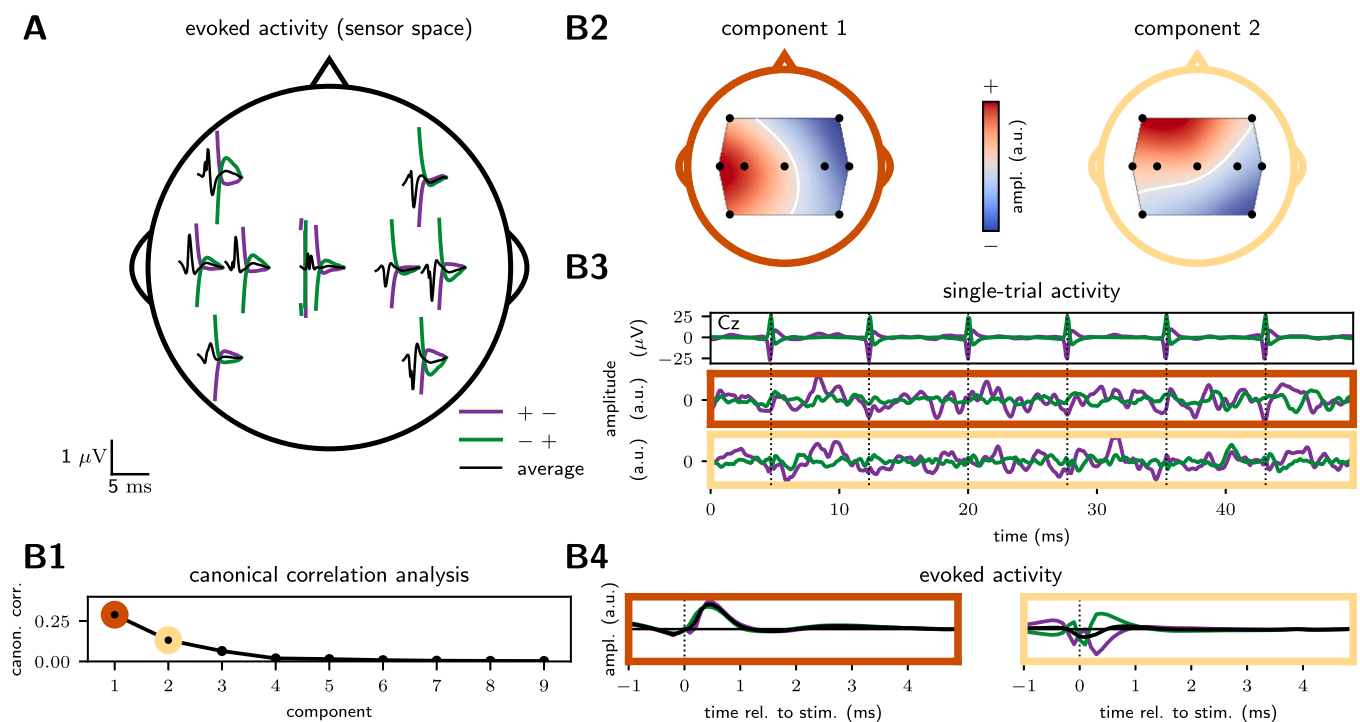 A
evoked activity (sensor space)
+ −
− +
average
1 μV
5 ms
B1
canonical correlation analysis
canon. corr.
0.25
0.00
1 2 3 4 5 6 7 8 9
component
B2
component 1
component 2
+
ampl. (a.u.)
−
B3
single-trial activity
Cz
25
0
−25
(μV)
amplitude
0
(a.u.)
0
(a.u.)
0 10 20 30 40
time (ms)
B4
evoked activity
ampl. (a.u.)
−1 0 1 2 3 4
time rel. to stim. (ms)
−1 0 1 2 3 4
time rel. to stim. (ms)